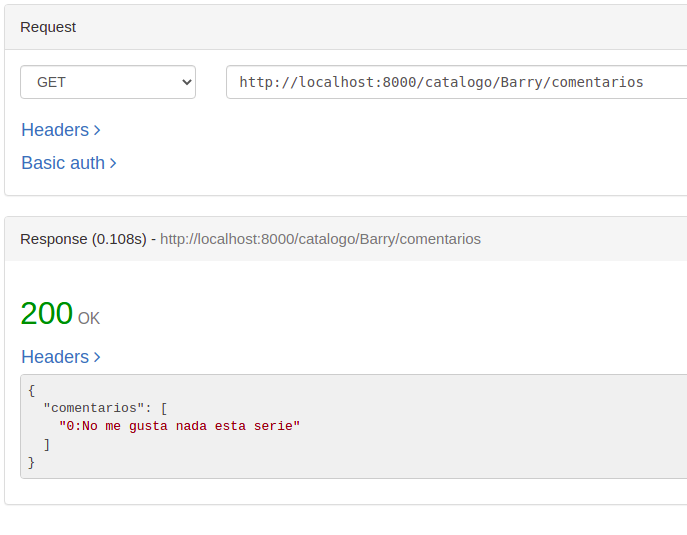 Request
GET http://localhost:8000/catalogo/Barry/comentarios
Headers
Basic auth
Response (0.108s) - http://localhost:8000/catalogo/Barry/comentarios
200 OK
Headers
{
  "comentarios": [
    "0:No me gusta nada esta serie"
  ]
}